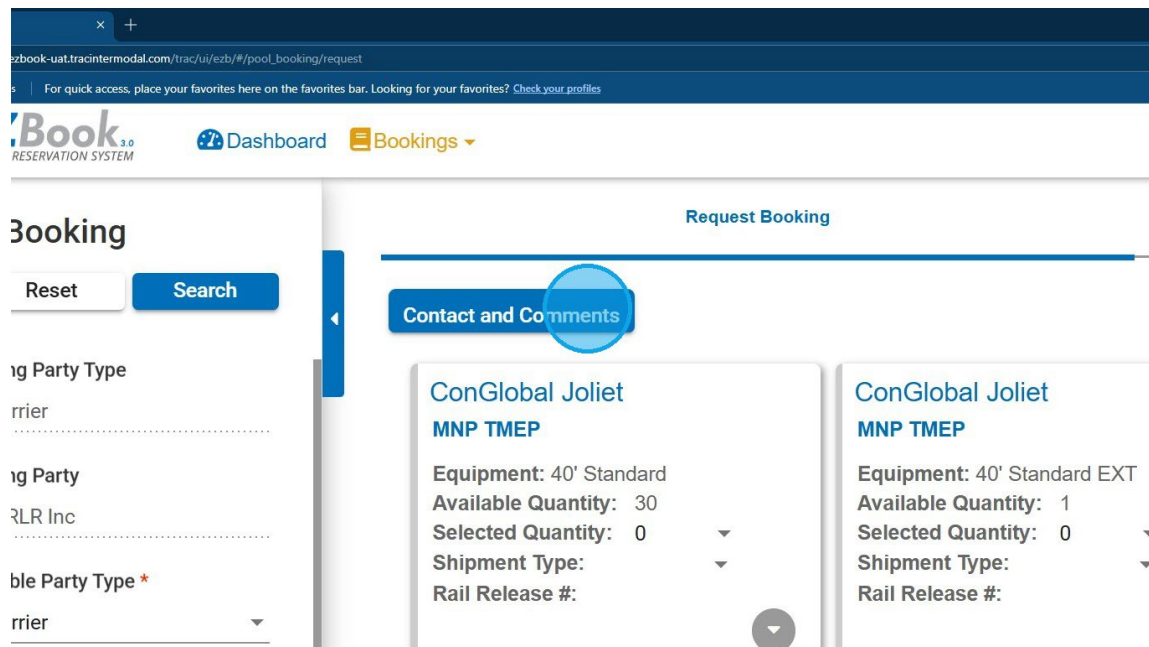 × +
ezbook-uat.tracintermodal.com/trac/ui/ezb/#/pool_booking/request
s | For quick access, place your favorites here on the favorites bar. Looking for your favorites? Check your profiles
ZBook 3.0
RESERVATION SYSTEM
Dashboard
Bookings
Booking
Reset
Search
ng Party Type
rrier
ng Party
RLR Inc
ble Party Type *
rrier
Request Booking
Contact and Comments
ConGlobal Joliet
MNP TMEP
Equipment: 40' Standard
Available Quantity: 30
Selected Quantity: 0
Shipment Type:
Rail Release #:
ConGlobal Joliet
MNP TMEP
Equipment: 40' Standard EXT
Available Quantity: 1
Selected Quantity: 0
Shipment Type:
Rail Release #: